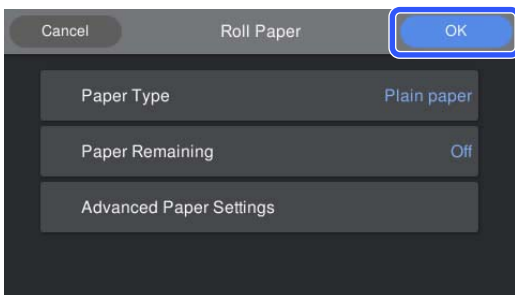 Cancel Roll Paper OK
Paper Type Plain paper
Paper Remaining Off
Advanced Paper Settings